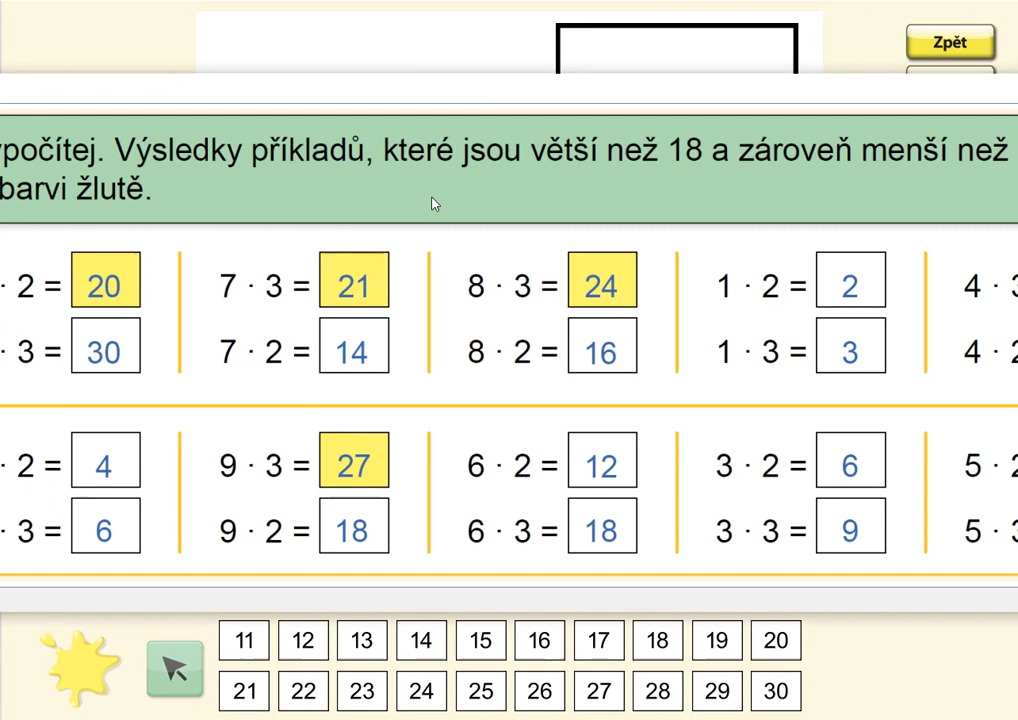 Zpět
počítej. Výsledky příkladů, které jsou větší než 18 a zároveň menší než
barvi žlutě.
· 2 = 20 7 · 3 = 21 8 · 3 = 24 1 · 2 = 2 4 · 3
· 3 = 30 7 · 2 = 14 8 · 2 = 16 1 · 3 = 3 4 · 2
· 2 = 4 9 · 3 = 27 6 · 2 = 12 3 · 2 = 6 5 · 2
· 3 = 6 9 · 2 = 18 6 · 3 = 18 3 · 3 = 9 5 · 3
11 12 13 14 15 16 17 18 19 20
21 22 23 24 25 26 27 28 29 30